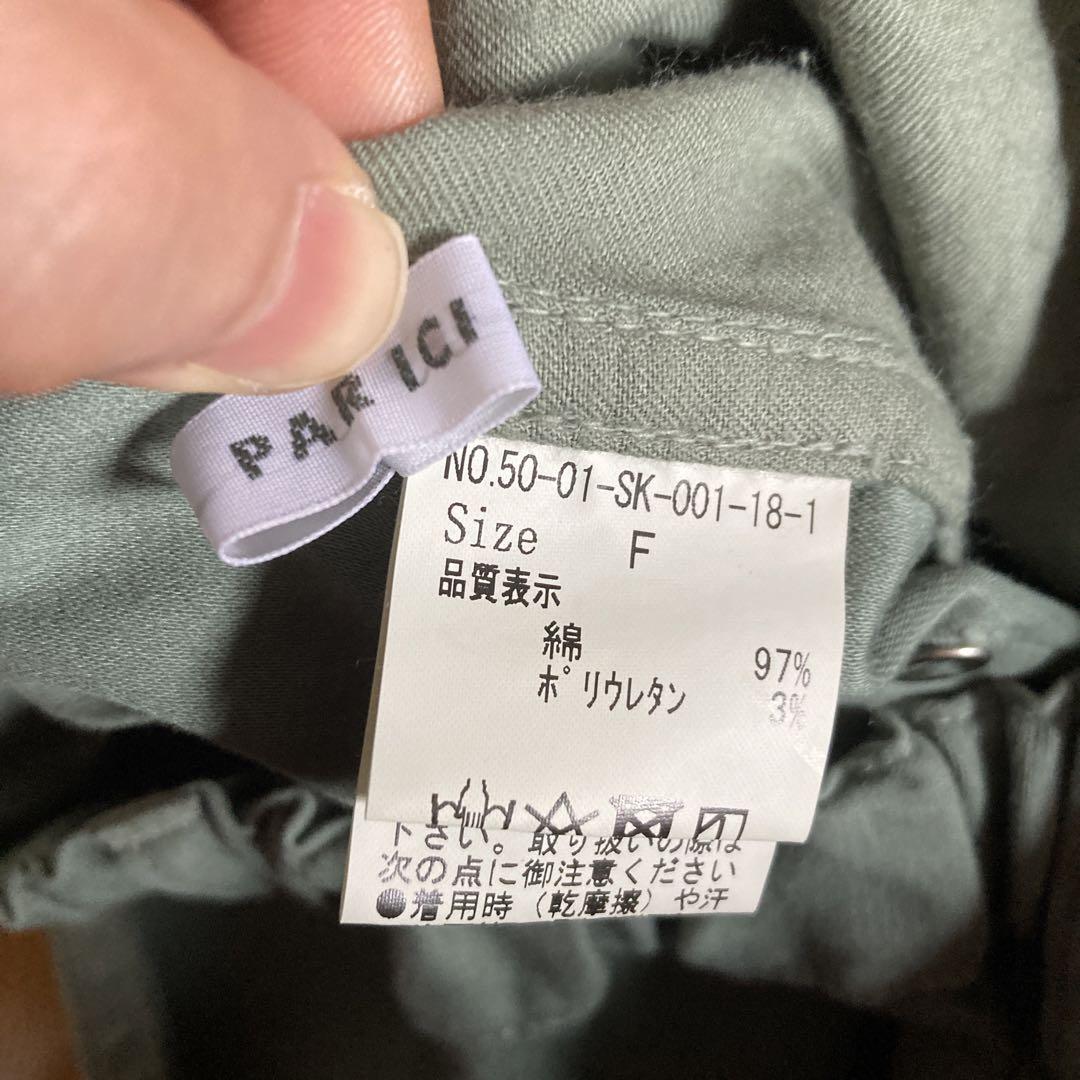 PAR ICI
NO.50-01-SK-001-18-1
Size F
品質表示
綿 97%
ポリウレタン 3%
下さい。取り扱いの際は
次の点に御注意ください
●着用時（乾摩擦）や汗